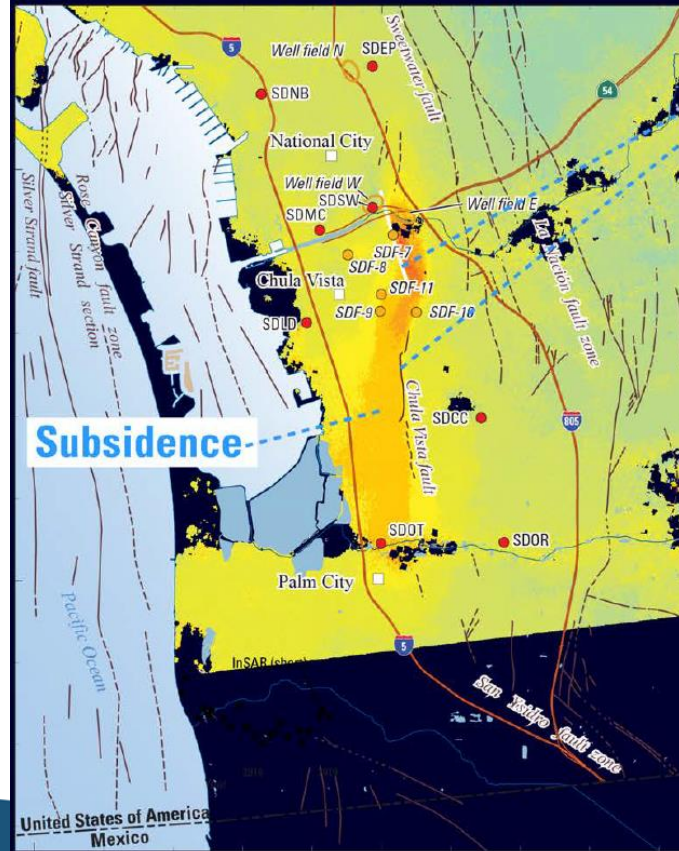 5
Well field N
SDEP
Sweetwater fault
54
SDNB
National City
Well field W
SDSW
Well field E
SDMC
SDF-7
SDF-8
La Nacion fault zone
Chula Vista
SDF-11
SDF-9
SDF-10
SDLD
Silver Strand fault
Rose Canyon fault zone
Silver Strand section
Chula Vista fault
SDCC
805
Subsidence
SDOT
SDOR
Palm City
Pacific Ocean
InSAR
5
San Ysidro fault zone
United States of America
Mexico